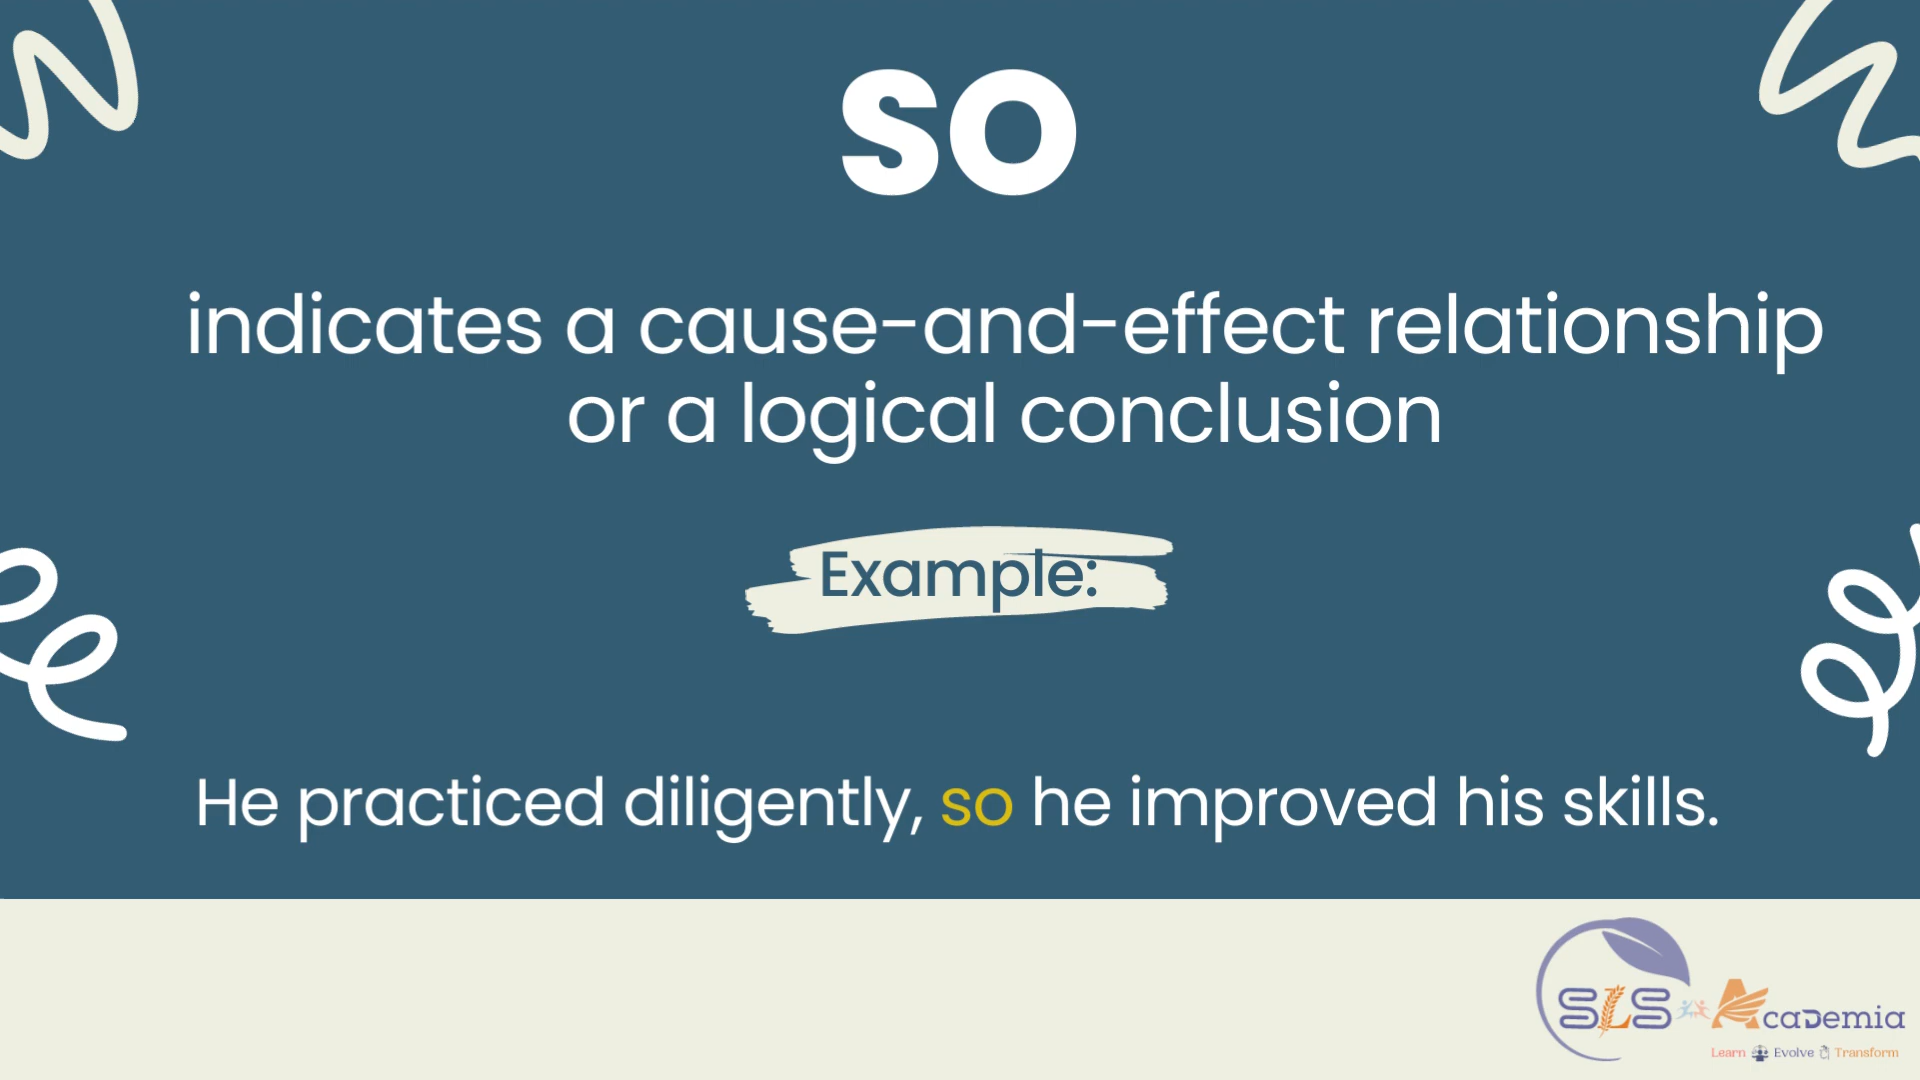 SO
indicates a cause-and-effect relationship
or a logical conclusion
Example:
He practiced diligently, so he improved his skills.
SLS
AcaDemia
Learn Evolve Transform